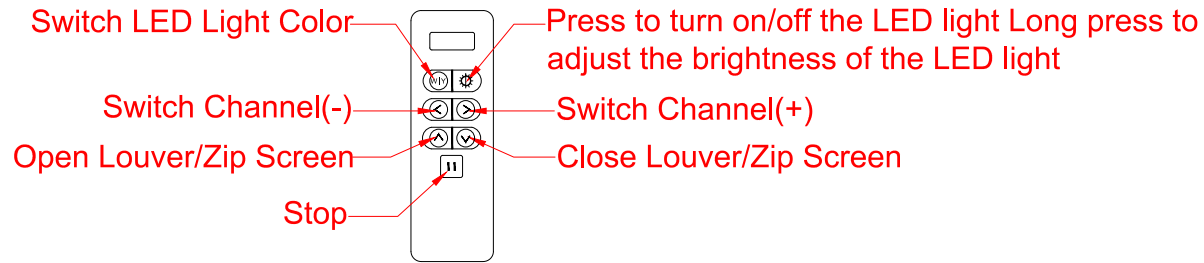 Switch LED Light Color
Press to turn on/off the LED light Long press to
adjust the brightness of the LED light
W|Y
Switch Channel(-)
Switch Channel(+)
Open Louver/Zip Screen
Close Louver/Zip Screen
Stop